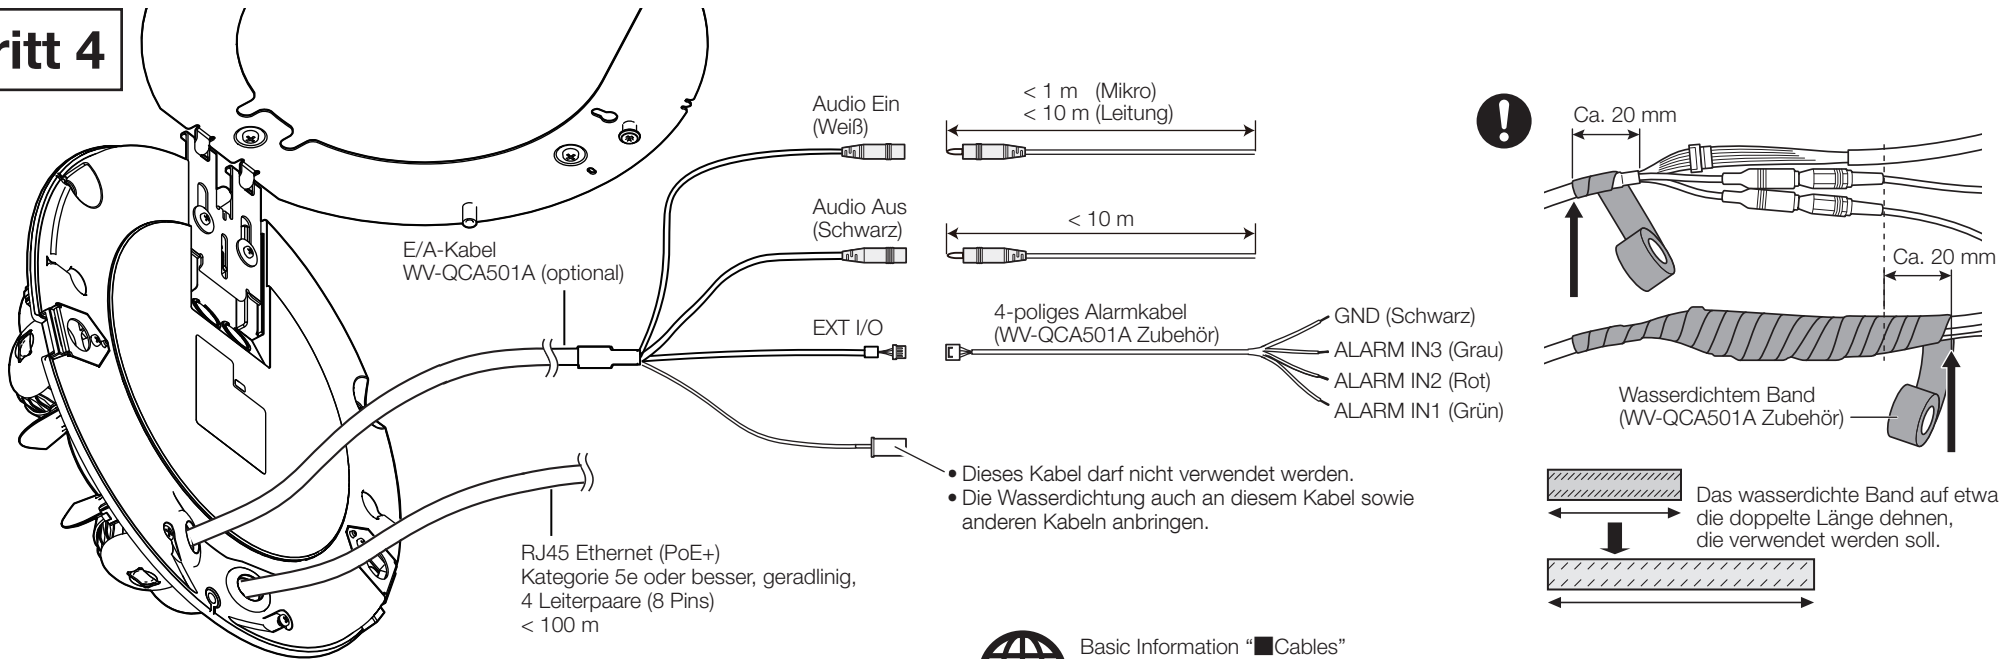 ritt 4
Audio Ein
(Weiß)
< 1 m (Mikro)
< 10 m (Leitung)
Audio Aus
(Schwarz)
< 10 m
E/A-Kabel
WV-QCA501A (optional)
EXT I/O
4-poliges Alarmkabel
(WV-QCA501A Zubehör)
GND (Schwarz)
ALARM IN3 (Grau)
ALARM IN2 (Rot)
ALARM IN1 (Grün)
• Dieses Kabel darf nicht verwendet werden.
• Die Wasserdichtung auch an diesem Kabel sowie
anderen Kabeln anbringen.
RJ45 Ethernet (PoE+)
Kategorie 5e oder besser, geradlinig,
4 Leiterpaare (8 Pins)
< 100 m
Ca. 20 mm
Ca. 20 mm
Wasserdichtem Band
(WV-QCA501A Zubehör)
Das wasserdichte Band auf etwa
die doppelte Länge dehnen,
die verwendet werden soll.
Basic Information “■Cables”